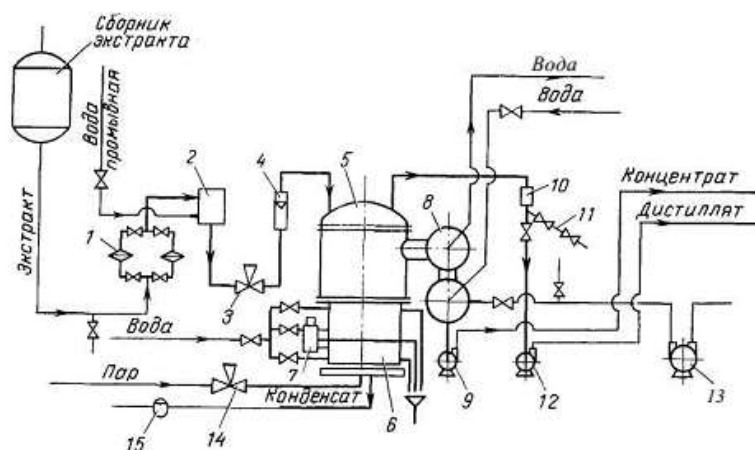 Сборник
экстракта
Вода
промывная
Экстракт
1
2
3
4
5
Вода
Вода
8
10
11
Концентрат
Дистиллят
Вода
7
Пар
Конденсат
14
15
6
9
12
13